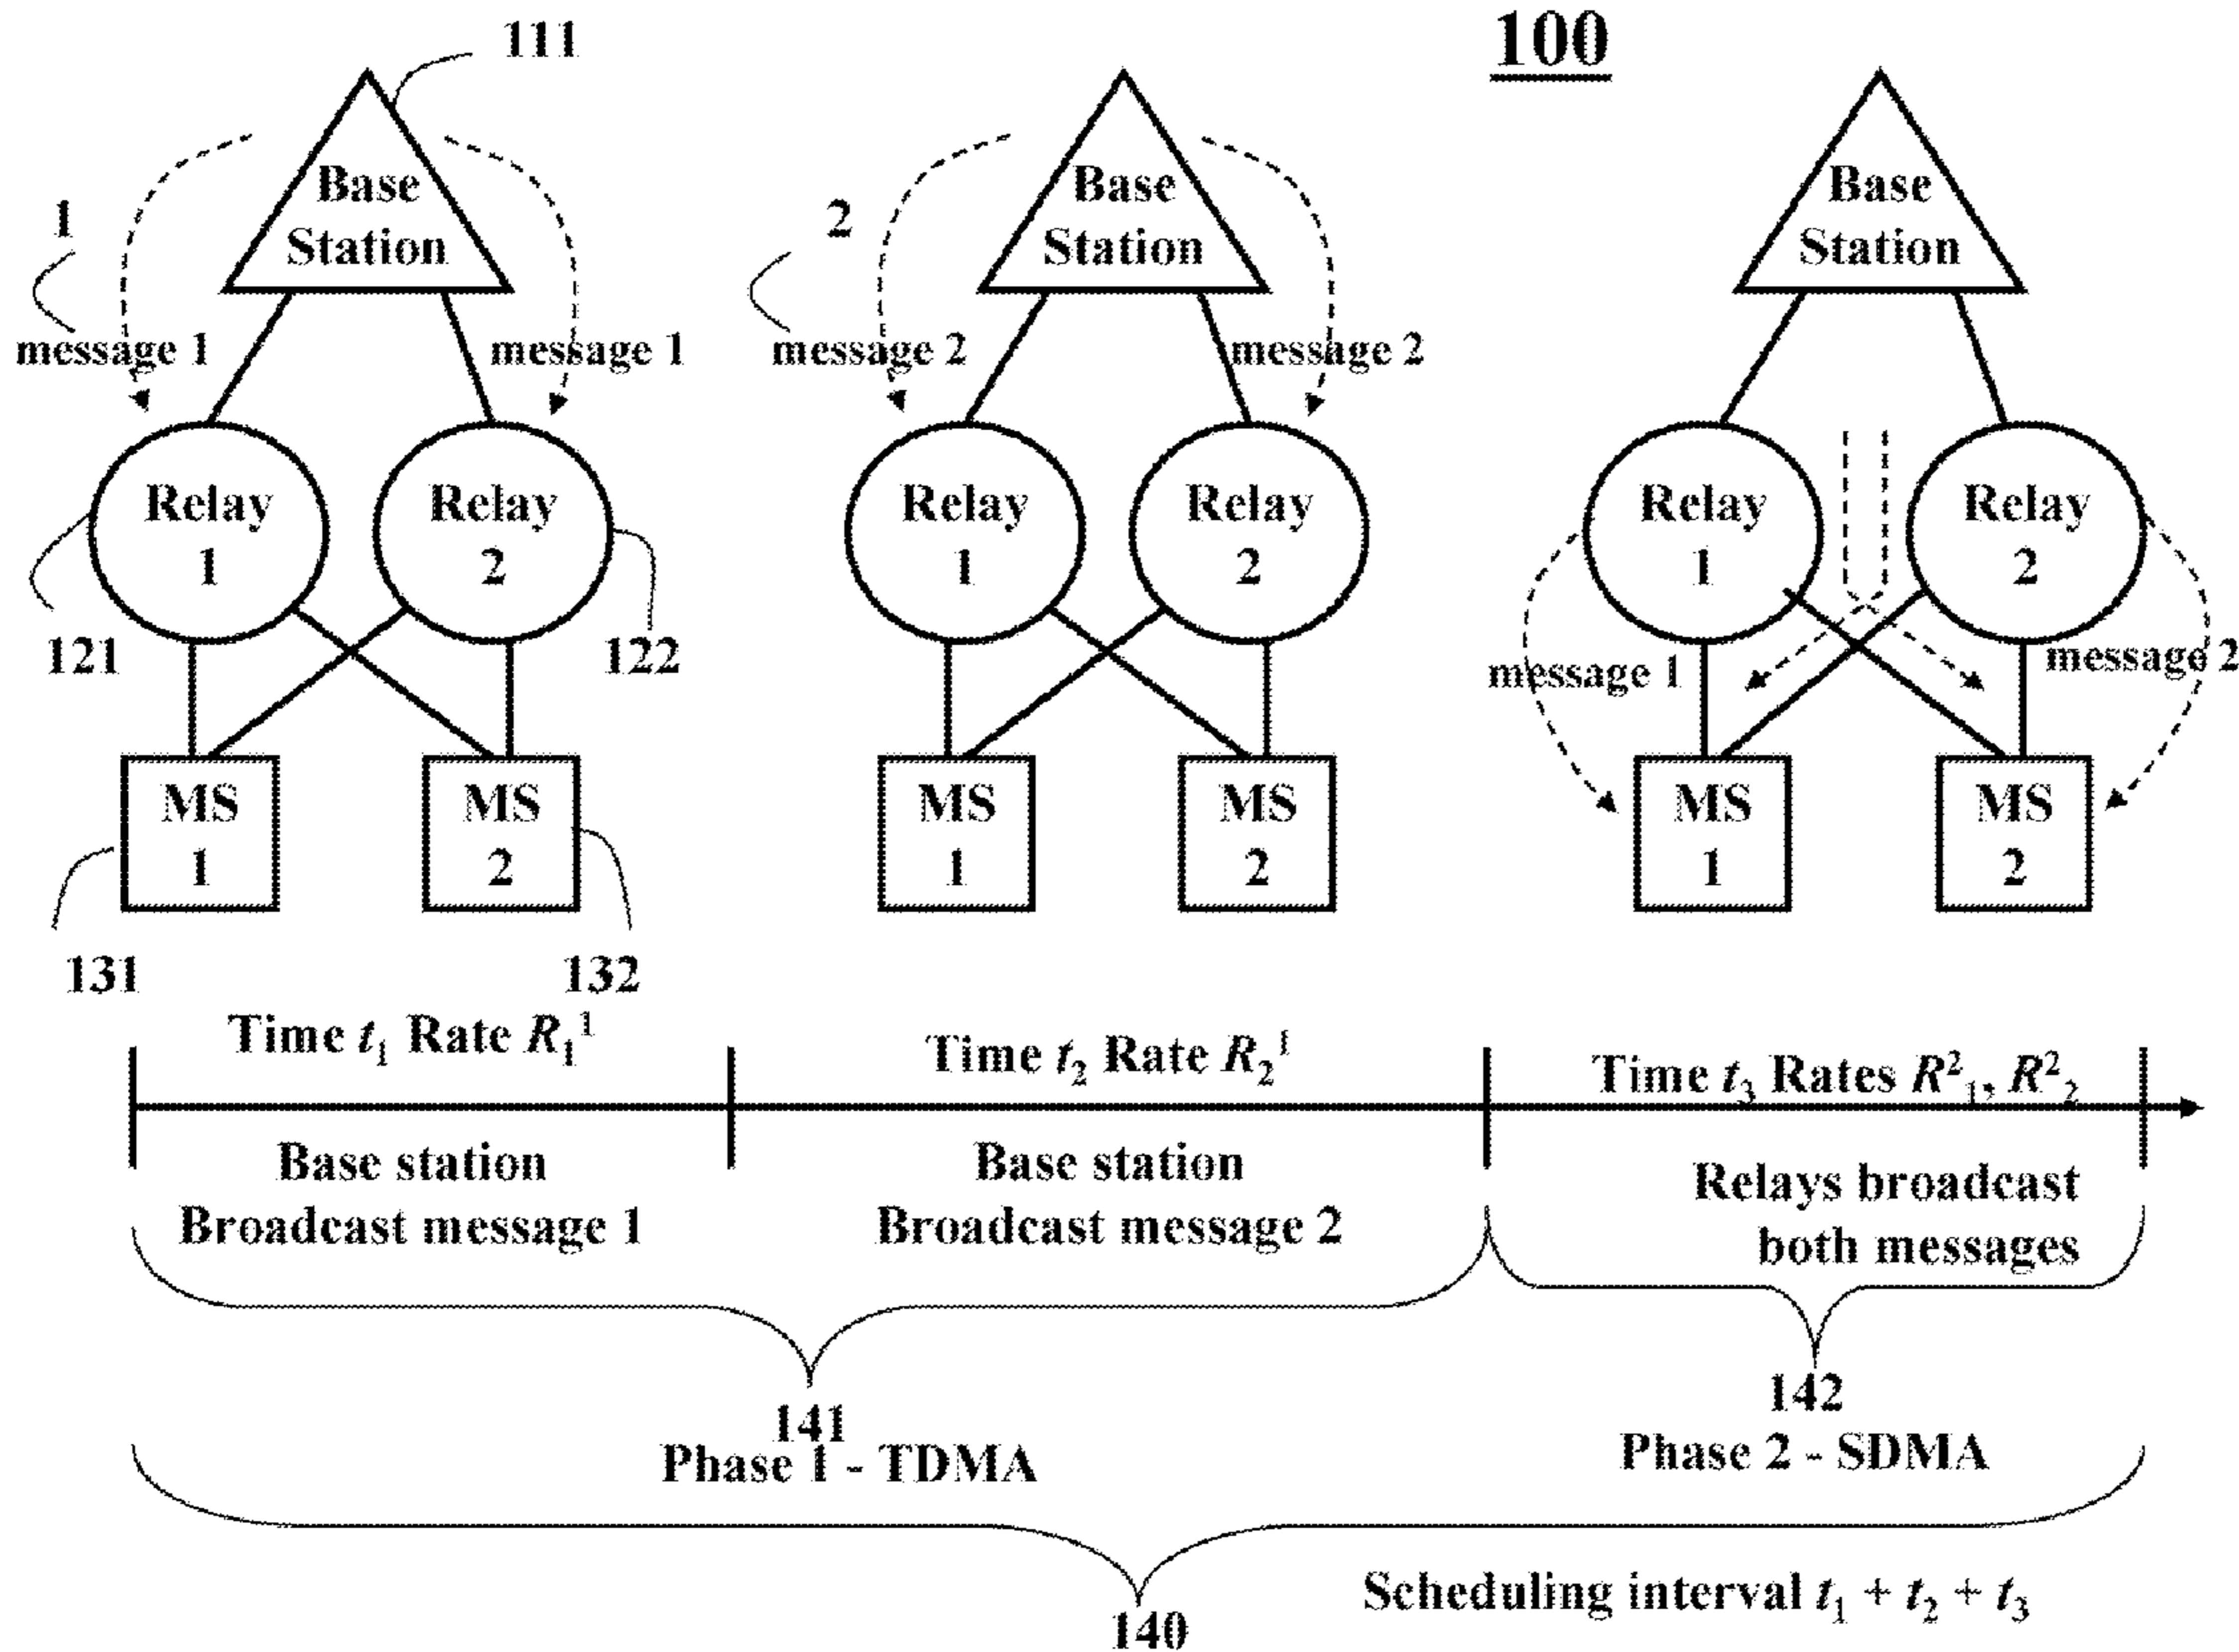 100
111
Base
Station
Base
Station
Base
Station
1
2
message 1
message 1
message 2
message 2
Relay
1
Relay
2
Relay
1
Relay
2
Relay
1
Relay
2
121
122
message 1
message 2
MS
1
MS
2
MS
1
MS
2
MS
1
MS
2
131
132
Time t₁ Rate R₁¹
Time t₂ Rate R₂¹
Time t₃ Rates R²₁, R²₂
Base station
Broadcast message 1
Base station
Broadcast message 2
Relays broadcast
both messages
141
Phase 1 - TDMA
142
Phase 2 - SDMA
Scheduling interval t₁ + t₂ + t₃
140